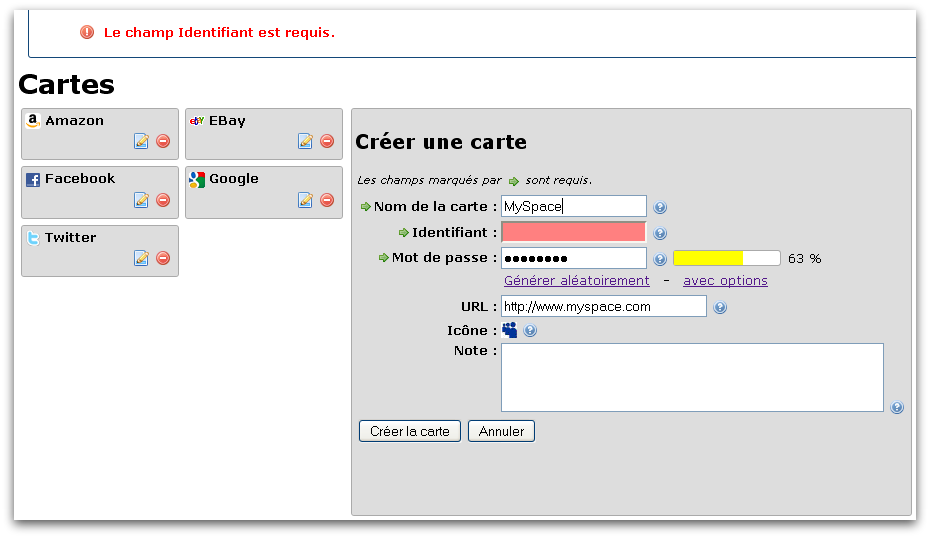 Le champ Identifiant est requis.
Cartes
Amazon
EBay
Facebook
Google
Twitter
Créer une carte
Les champs marqués par sont requis.
Nom de la carte : MySpace
Identifiant :
Mot de passe : ●●●●●●●● 63 %
Générer aléatoirement - avec options
URL : http://www.myspace.com
Icône :
Note :
Créer la carte Annuler